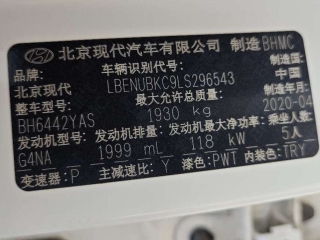 北京现代汽车有限公司 制造 BHMC
品牌: 车辆识别代号: 制造国:
北京现代 LBENUBKC9LS296543 中国
整车型号: 最大允许总质量: 制造年月:
BH6442YAS 1930 kg 2020-04
发动机型号: 发动机排量: 发动机最大净功率: 乘坐人数:
G4NA 1999 mL 118 kW 5人
变速器: P 主减速比: Y 漆色: PWT 内装色: TRY